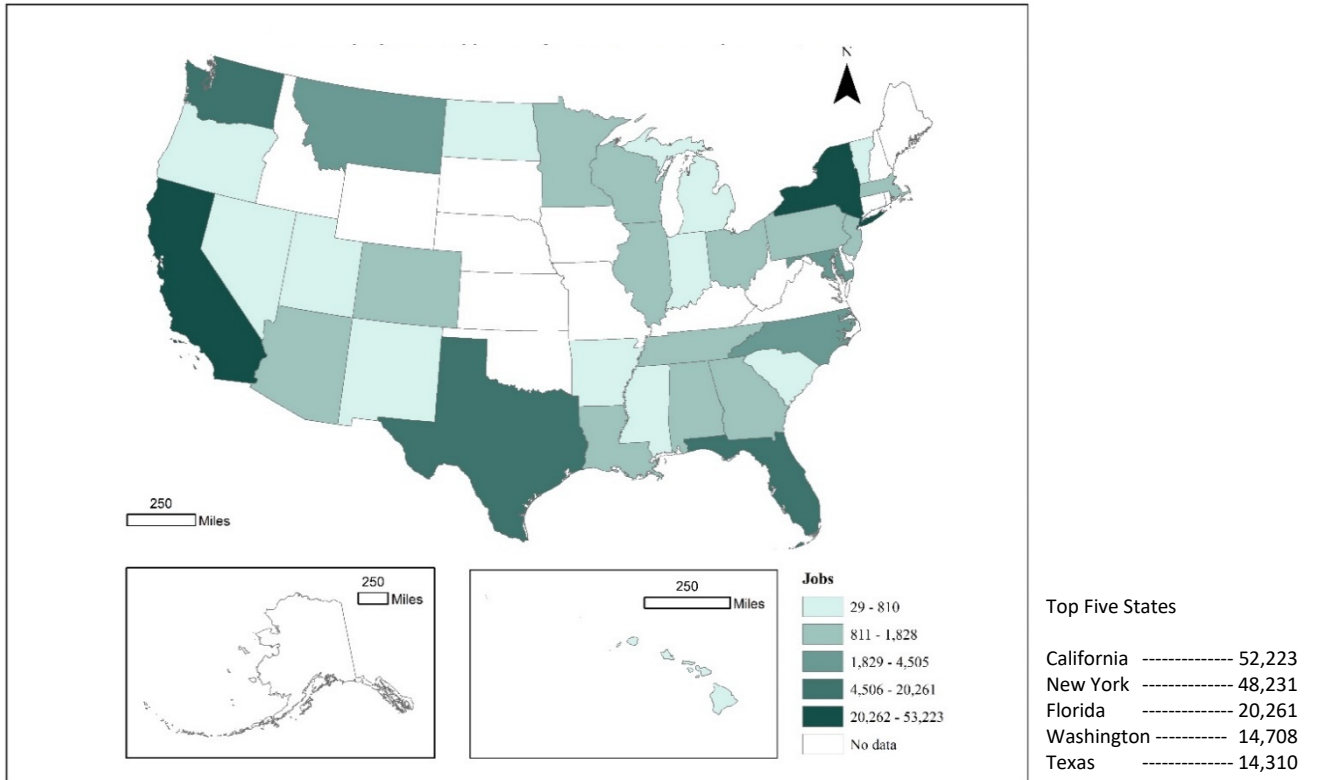 N
250
Miles
250
Miles
250
Miles
Jobs
29 - 810
811 - 1,828
1,829 - 4,505
4,506 - 20,261
20,262 - 53,223
No data
Top Five States
California -------------- 52,223
New York -------------- 48,231
Florida -------------- 20,261
Washington ----------- 14,708
Texas -------------- 14,310